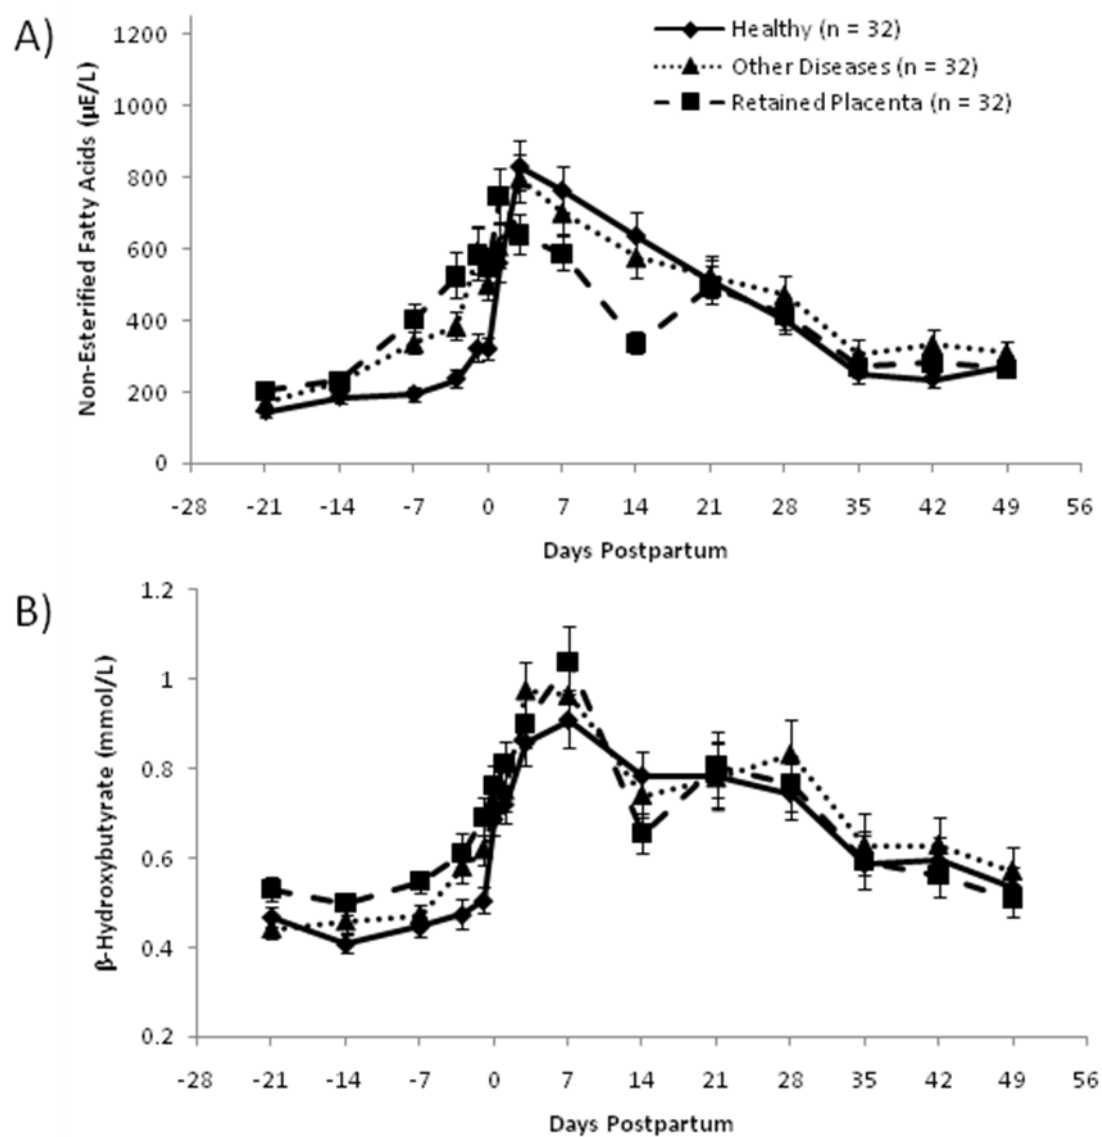 A)
Healthy (n = 32)
Other Diseases (n = 32)
Retained Placenta (n = 32)
Non-Esterified Fatty Acids (μE/L)
1200
1000
800
600
400
200
0
-28 -21 -14 -7 0 7 14 21 28 35 42 49 56
Days Postpartum
B)
β-Hydroxybutyrate (mmol/L)
1.2
1
0.8
0.6
0.4
0.2
-28 -21 -14 -7 0 7 14 21 28 35 42 49 56
Days Postpartum